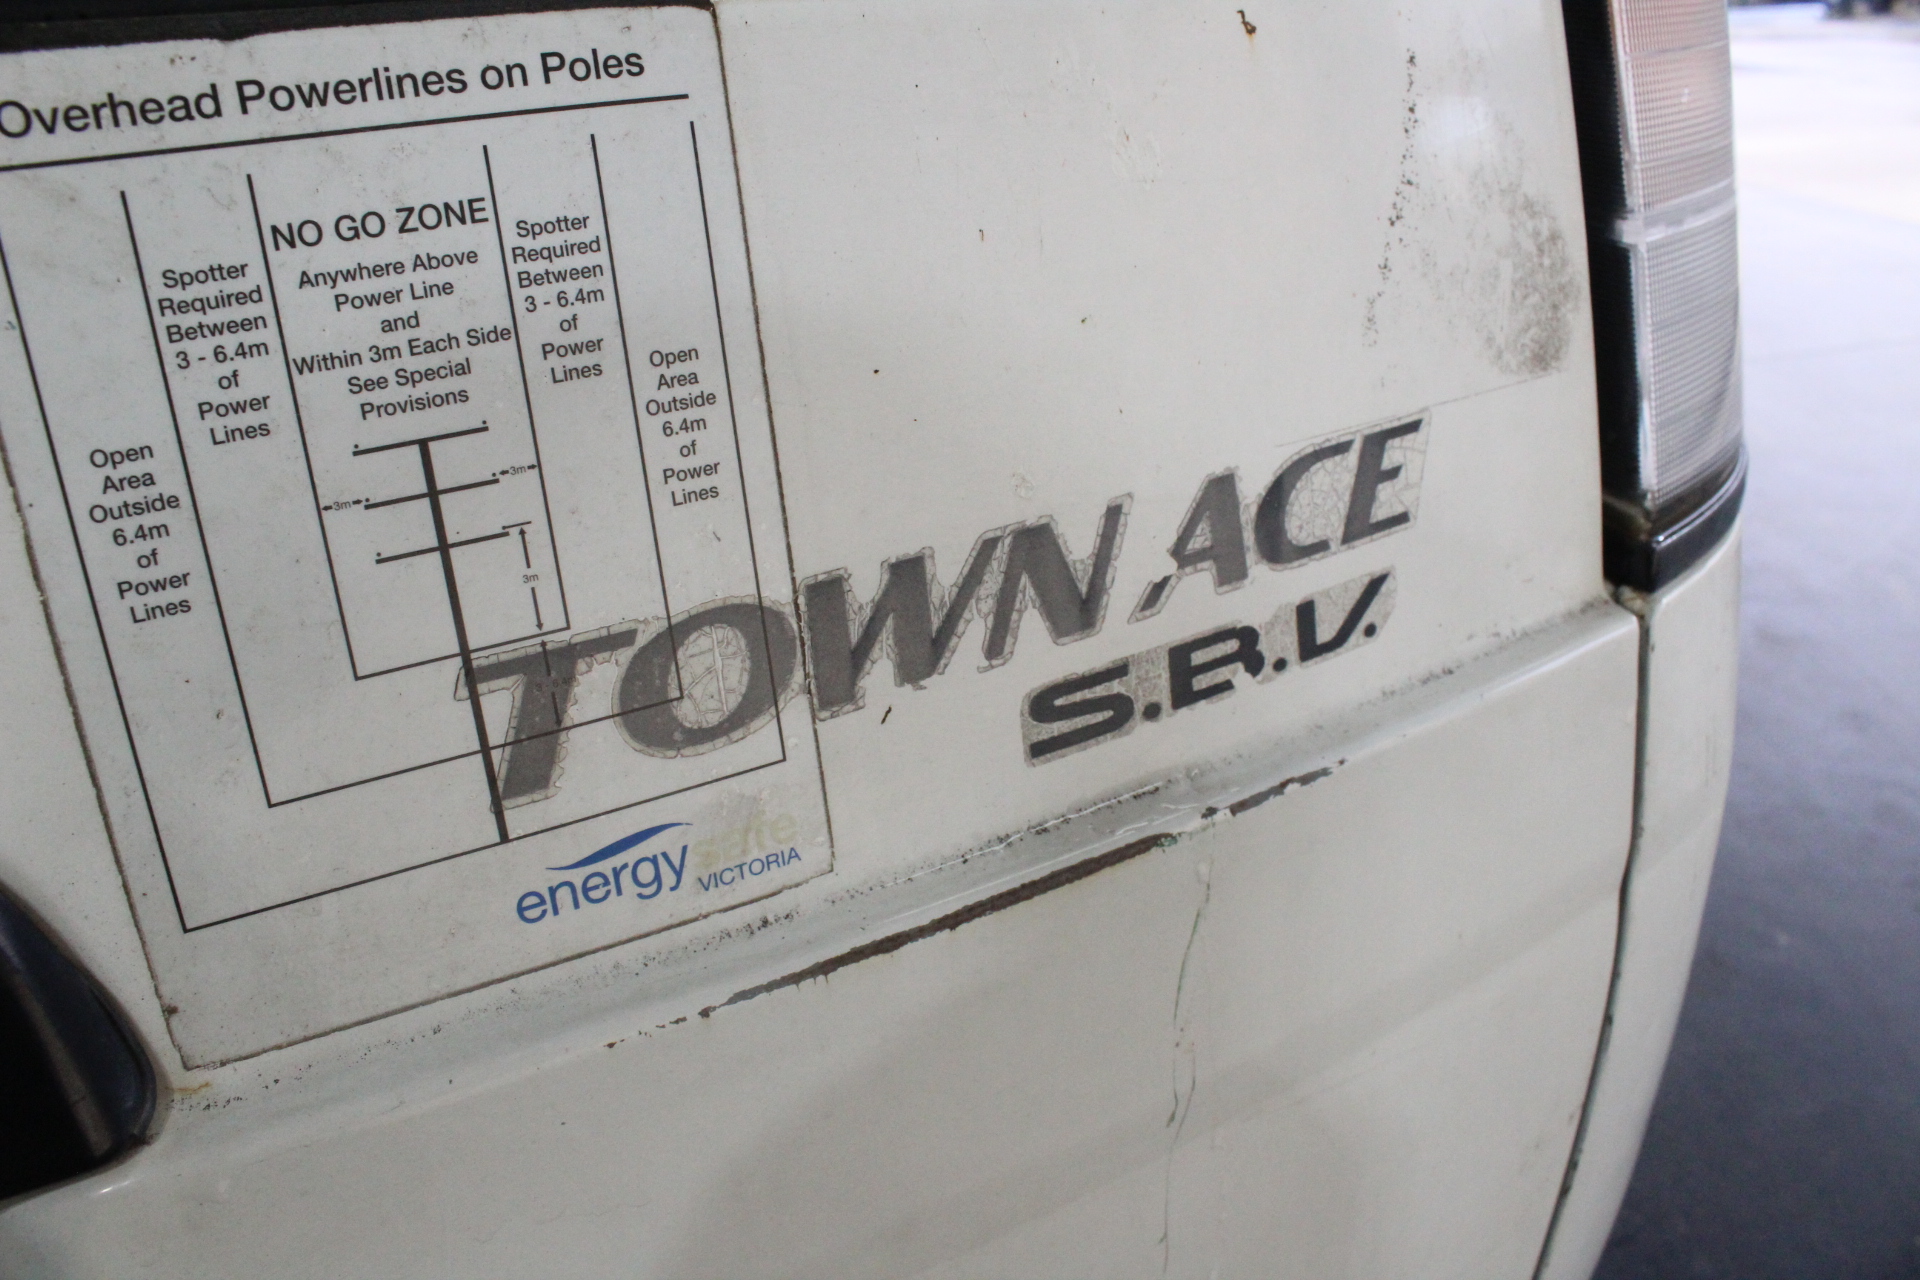 Overhead Powerlines on Poles
Open
Area
Outside
6.4m
of
Power
Lines
Spotter
Required
Between
3 - 6.4m
of
Power
Lines
NO GO ZONE
Anywhere Above
Power Line
and
Within 3m Each Side
See Special
Provisions
Spotter
Required
Between
3 - 6.4m
of
Power
Lines
Open
Area
Outside
6.4m
of
Power
Lines
3m
3m
3m
TOWN ACE
S.B.V.
energy safe
VICTORIA